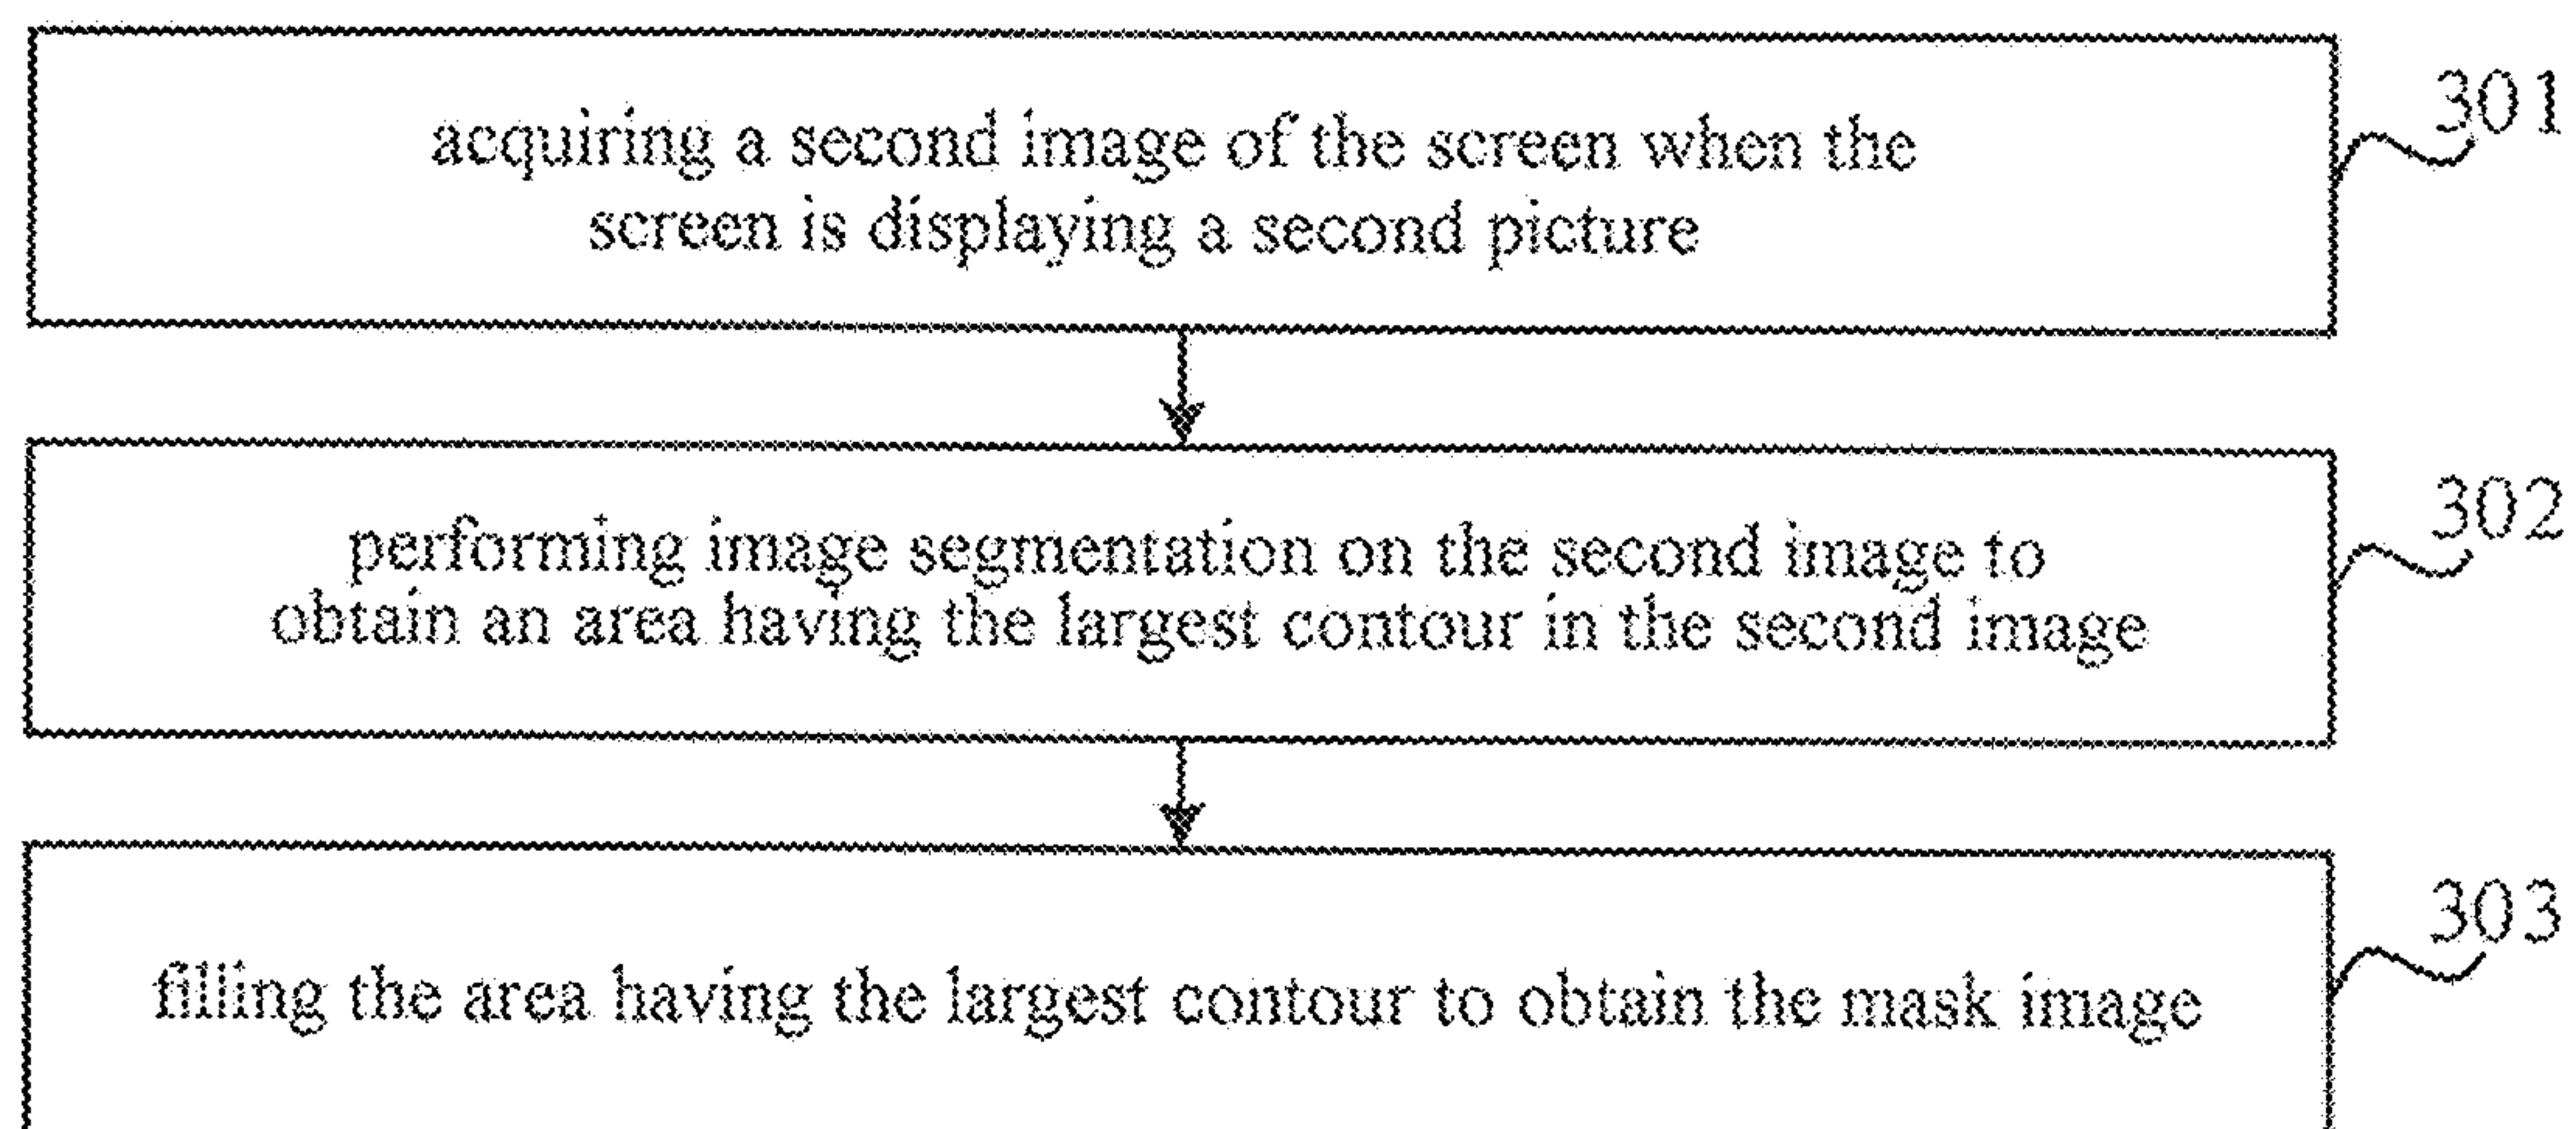 301
acquiring a second image of the screen when the
screen is displaying a second picture
302
performing image segmentation on the second image to
obtain an area having the largest contour in the second image
303
filling the area having the largest contour to obtain the mask image